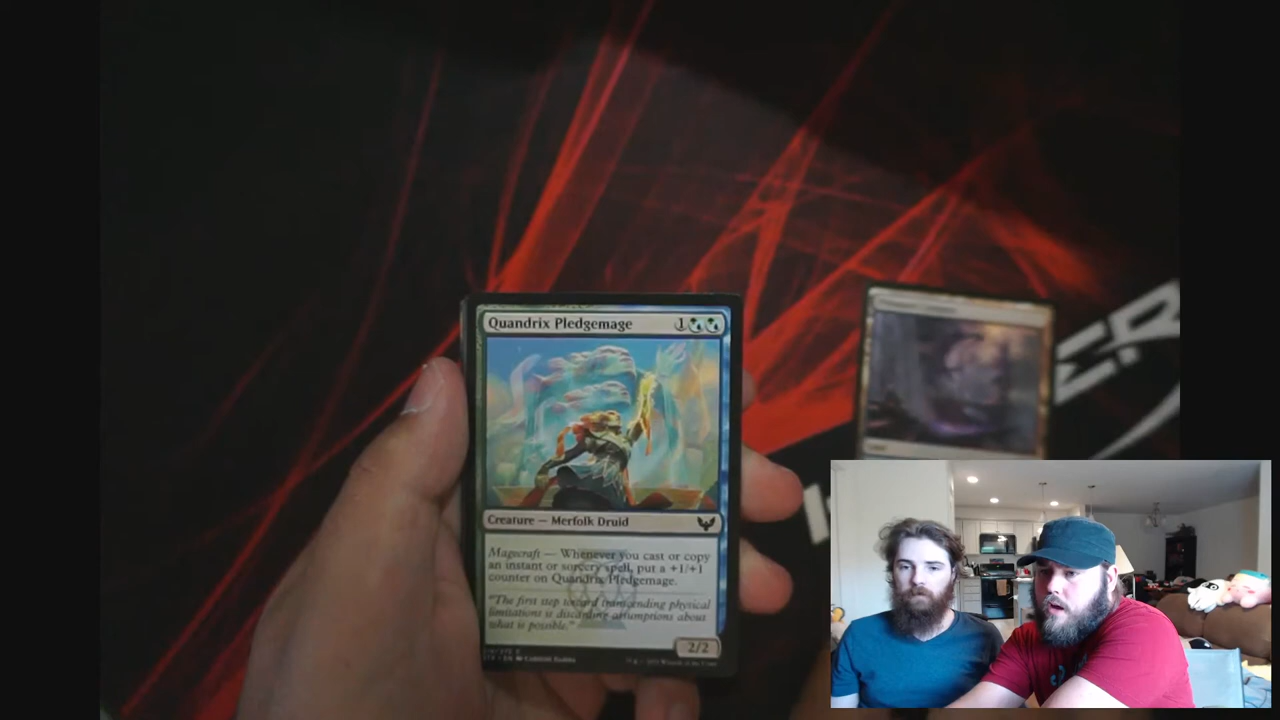 Quandrix Pledgemage 1
Creature — Merfolk Druid
Magecraft — Whenever you cast or copy
an instant or sorcery spell, put a +1/+1
counter on Quandrix Pledgemage.
"The first step toward transcending physical
limitations is discarding assumptions about
what is possible."
2/2
ER